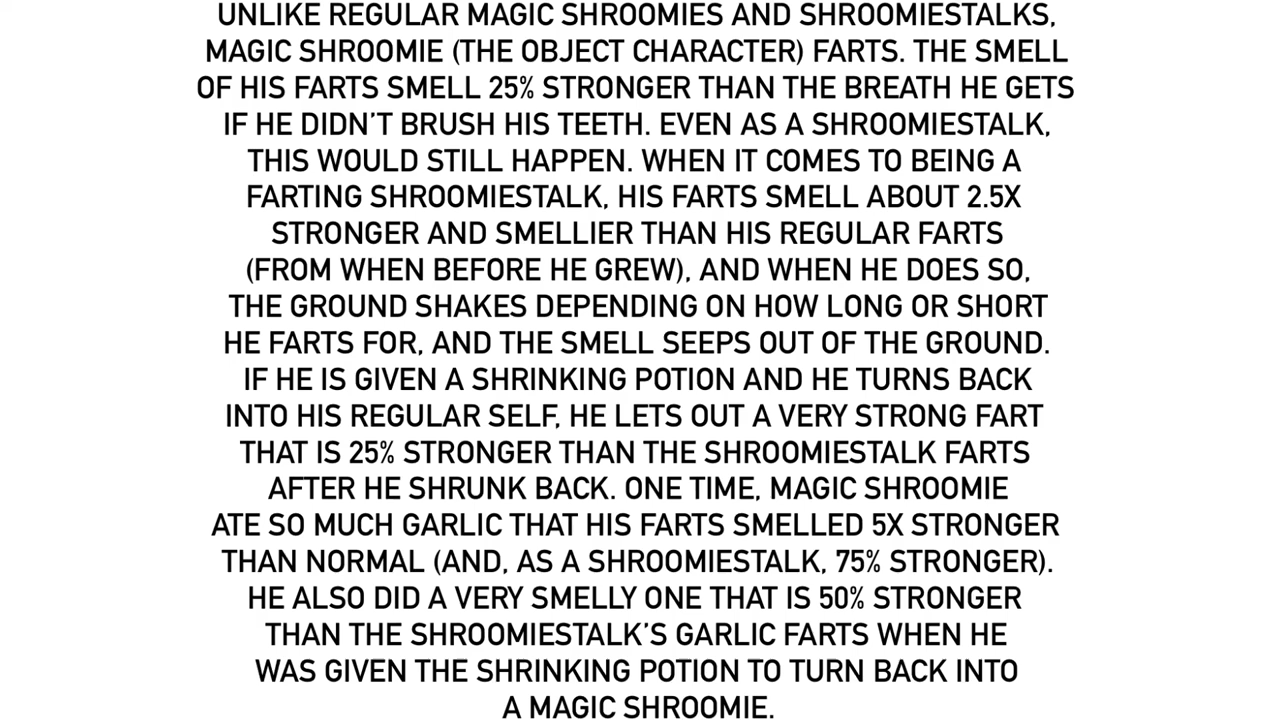 UNLIKE REGULAR MAGIC SHROOMIES AND SHROOMIESTALKS,
MAGIC SHROOMIE (THE OBJECT CHARACTER) FARTS. THE SMELL
OF HIS FARTS SMELL 25% STRONGER THAN THE BREATH HE GETS
IF HE DIDN'T BRUSH HIS TEETH. EVEN AS A SHROOMIESTALK,
THIS WOULD STILL HAPPEN. WHEN IT COMES TO BEING A
FARTING SHROOMIESTALK, HIS FARTS SMELL ABOUT 2.5X
STRONGER AND SMELLIER THAN HIS REGULAR FARTS
(FROM WHEN BEFORE HE GREW), AND WHEN HE DOES SO,
THE GROUND SHAKES DEPENDING ON HOW LONG OR SHORT
HE FARTS FOR, AND THE SMELL SEEPS OUT OF THE GROUND.
IF HE IS GIVEN A SHRINKING POTION AND HE TURNS BACK
INTO HIS REGULAR SELF, HE LETS OUT A VERY STRONG FART
THAT IS 25% STRONGER THAN THE SHROOMIESTALK FARTS
AFTER HE SHRUNK BACK. ONE TIME, MAGIC SHROOMIE
ATE SO MUCH GARLIC THAT HIS FARTS SMELLED 5X STRONGER
THAN NORMAL (AND, AS A SHROOMIESTALK, 75% STRONGER).
HE ALSO DID A VERY SMELLY ONE THAT IS 50% STRONGER
THAN THE SHROOMIESTALK'S GARLIC FARTS WHEN HE
WAS GIVEN THE SHRINKING POTION TO TURN BACK INTO
A MAGIC SHROOMIE.